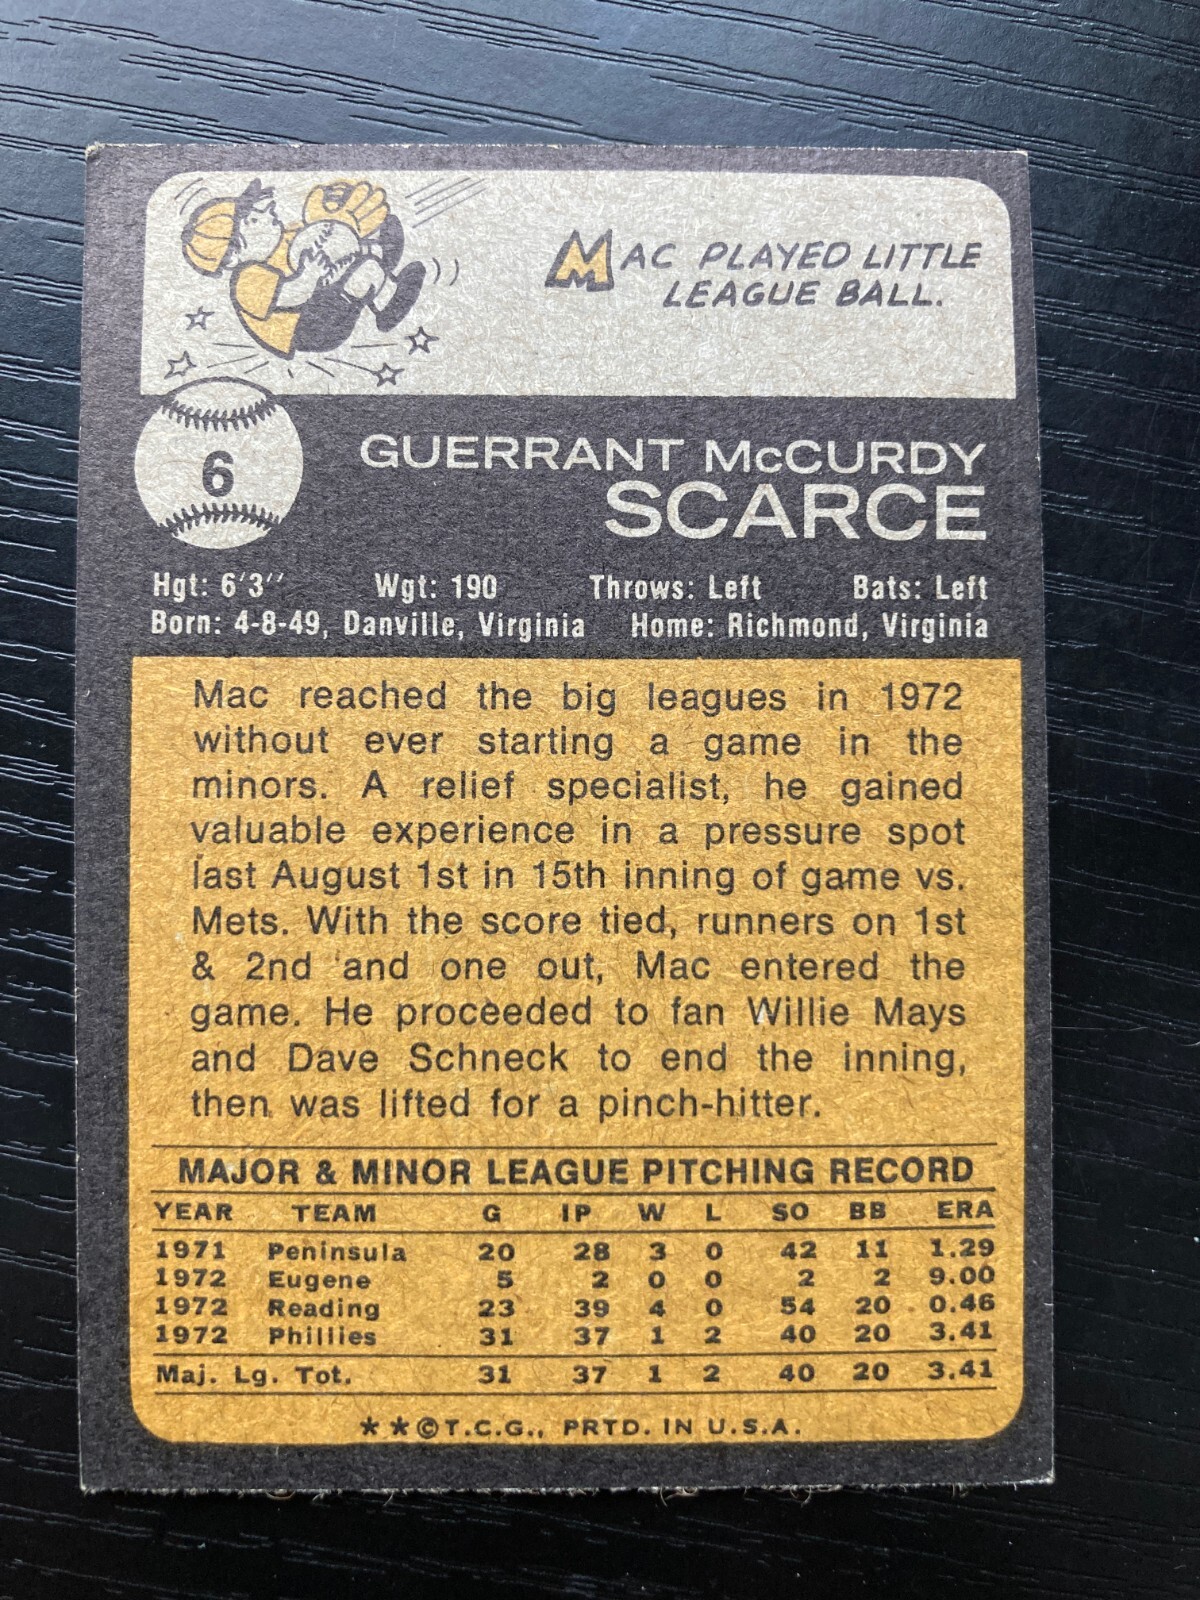 MAC PLAYED LITTLE
LEAGUE BALL.
6
GUERRANT McCURDY
SCARCE
Hgt: 6'3" Wgt: 190 Throws: Left Bats: Left
Born: 4-8-49, Danville, Virginia Home: Richmond, Virginia
Mac reached the big leagues in 1972
without ever starting a game in the
minors. A relief specialist, he gained
valuable experience in a pressure spot
last August 1st in 15th inning of game vs.
Mets. With the score tied, runners on 1st
& 2nd and one out, Mac entered the
game. He proceeded to fan Willie Mays
and Dave Schneck to end the inning,
then was lifted for a pinch-hitter.
MAJOR & MINOR LEAGUE PITCHING RECORD
YEAR TEAM G IP W L SO BB ERA
1971 Peninsula 20 28 3 0 42 11 1.29
1972 Eugene 5 2 0 0 2 2 9.00
1972 Reading 23 39 4 0 54 20 0.46
1972 Phillies 31 37 1 2 40 20 3.41
Maj. Lg. Tot. 31 37 1 2 40 20 3.41
**©T.C.G., PRTD. IN U.S.A.